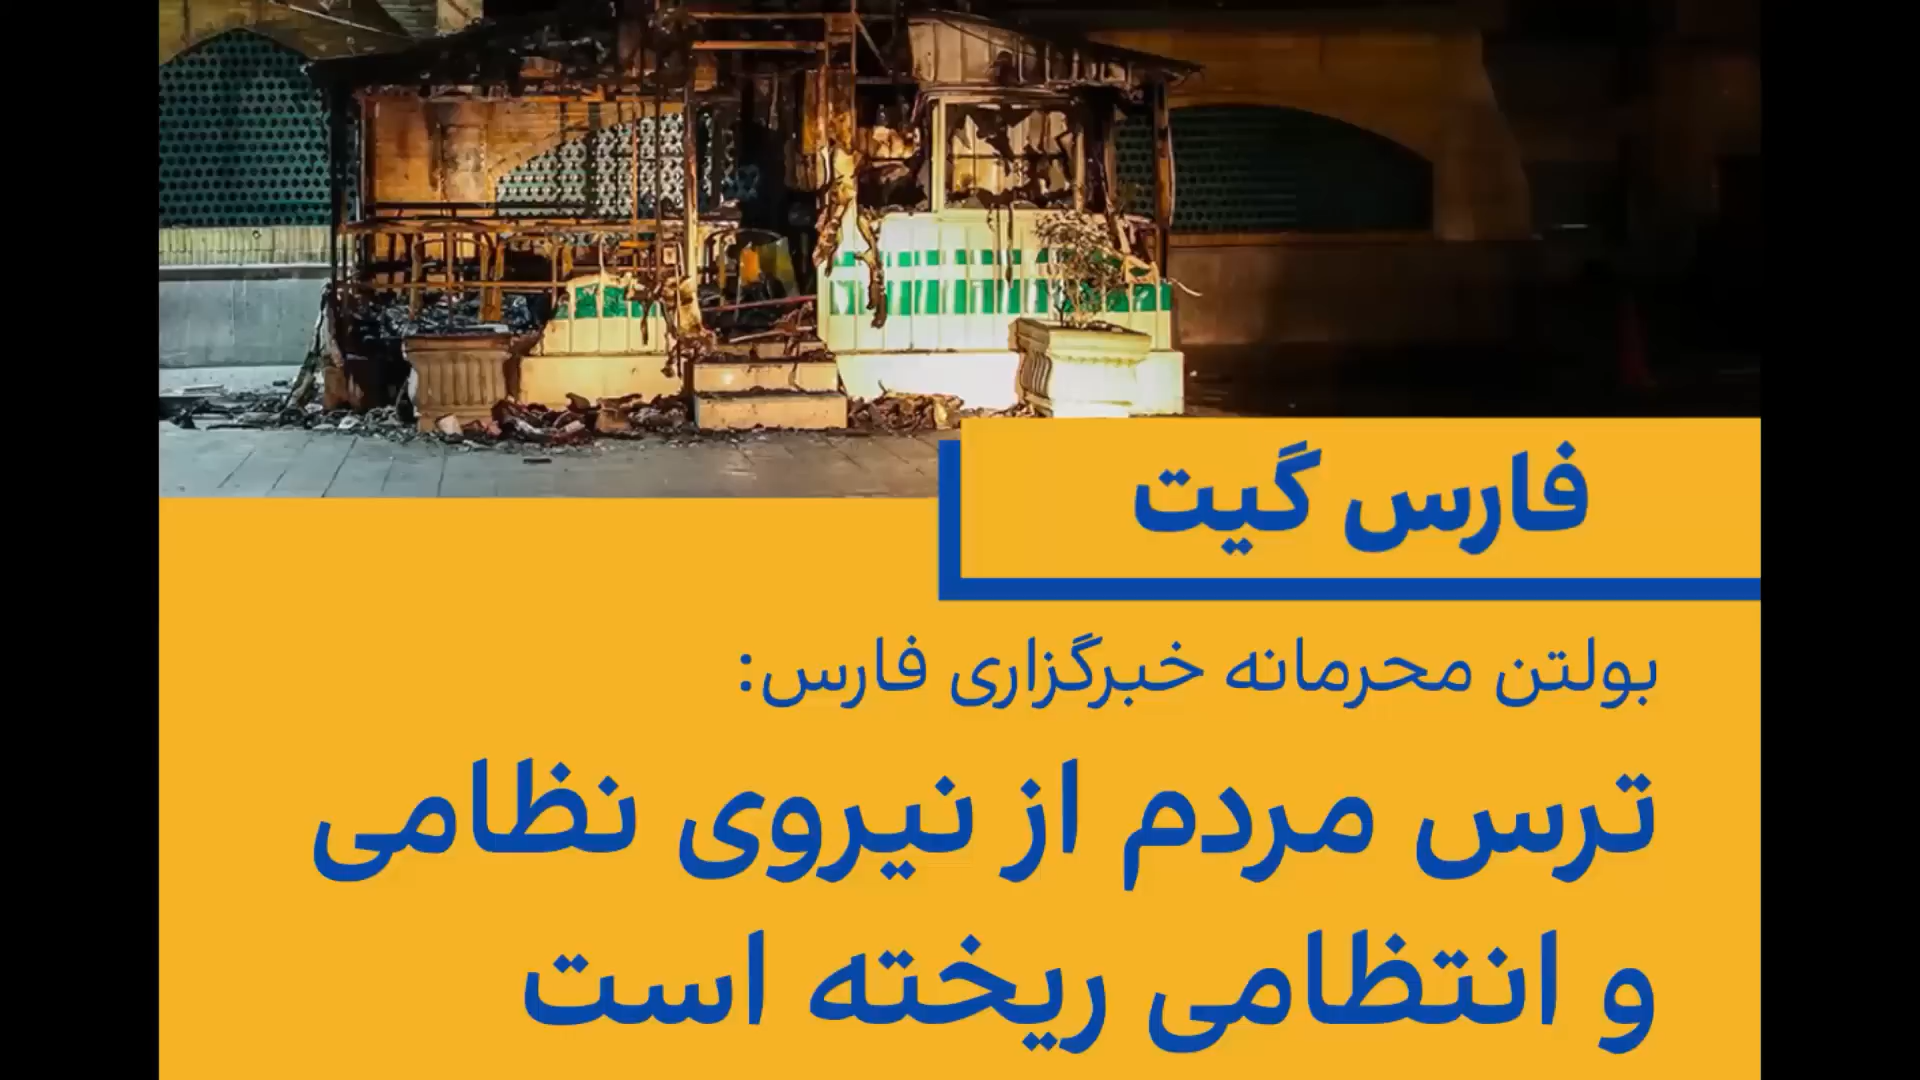 فارس گیت
بولتن محرمانه خبرگزاری فارس:
ترس مردم از نیروی نظامی
و انتظامی ریخته است